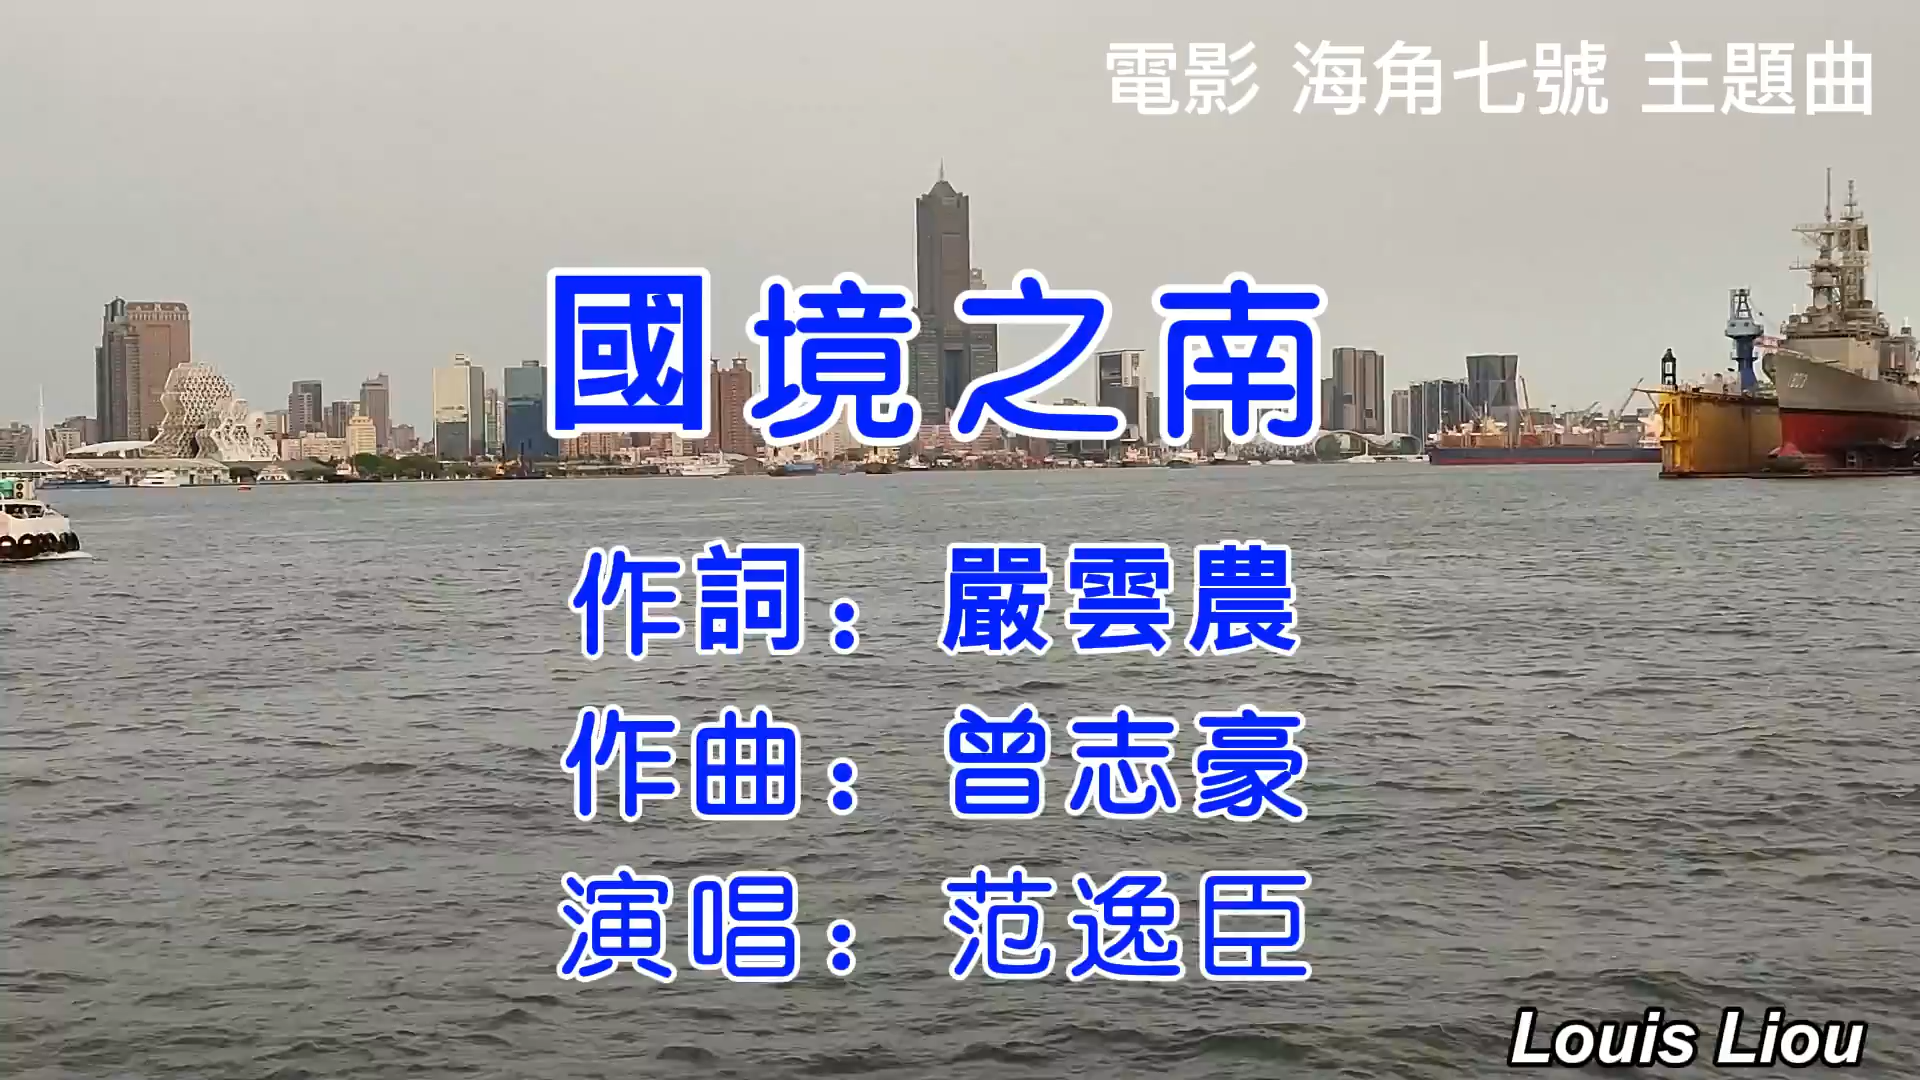 電影 海角七號 主題曲
國境之南
作詞：嚴雲農
作曲：曾志豪
演唱：范逸臣
Louis Liou